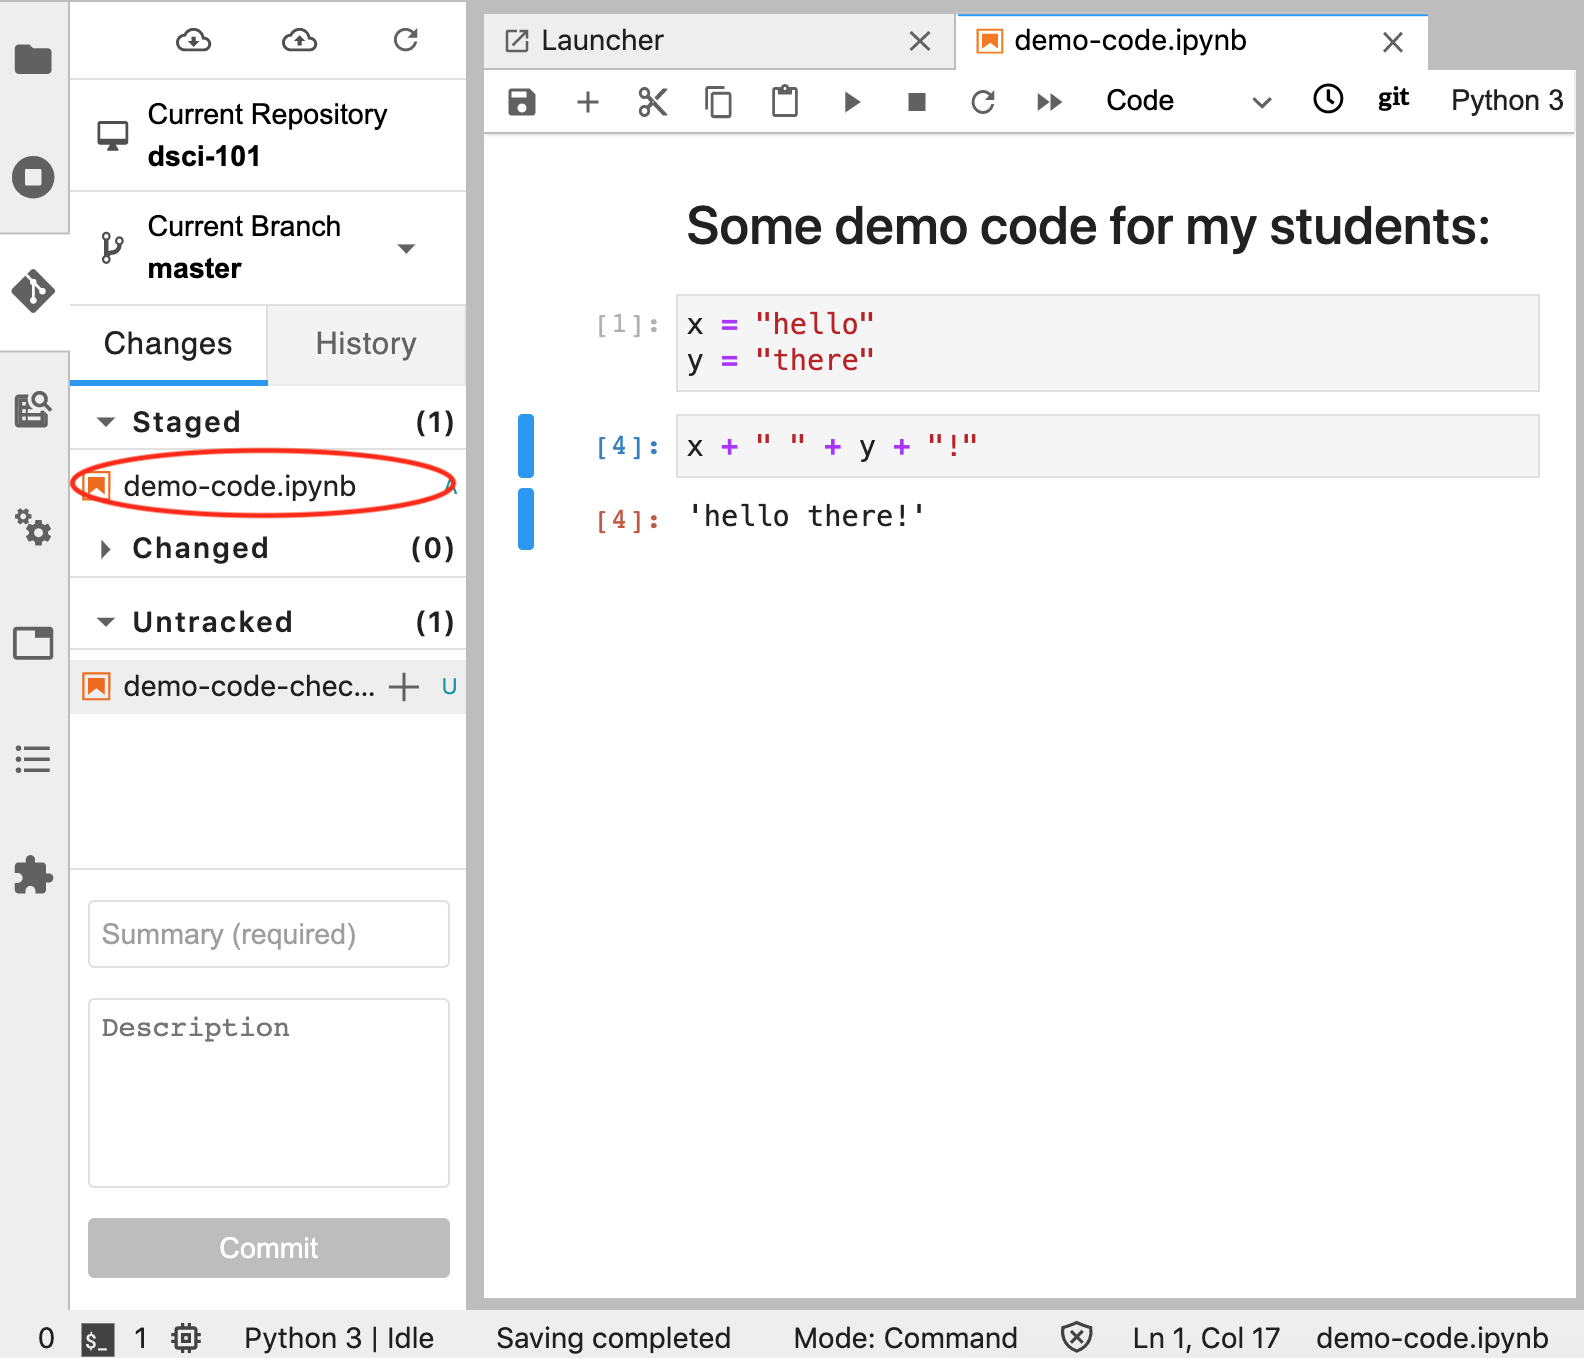 Launcher
demo-code.ipynb
Code
git
Python 3
Current Repository
dsci-101
Current Branch
master
Changes
History
Staged (1)
demo-code.ipynb A
Changed (0)
Untracked (1)
demo-code-chec... U
Summary (required)
Description
Commit
Some demo code for my students:
[1]: x = "hello"
y = "there"
[4]: x + " " + y + "!"
[4]: 'hello there!'
0 $_ 1 Python 3 | Idle Saving completed Mode: Command Ln 1, Col 17 demo-code.ipynb